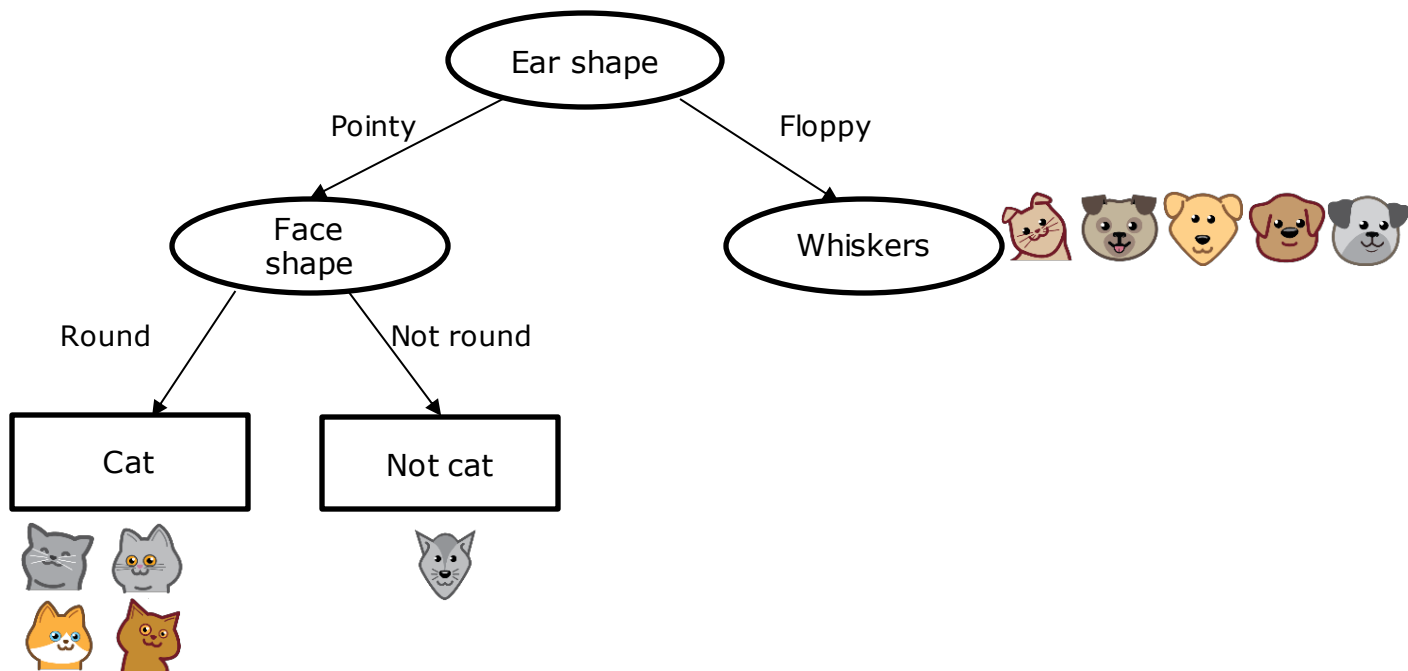 Ear shape
Pointy
Floppy
Face
shape
Whiskers
Round
Not round
Cat
Not cat